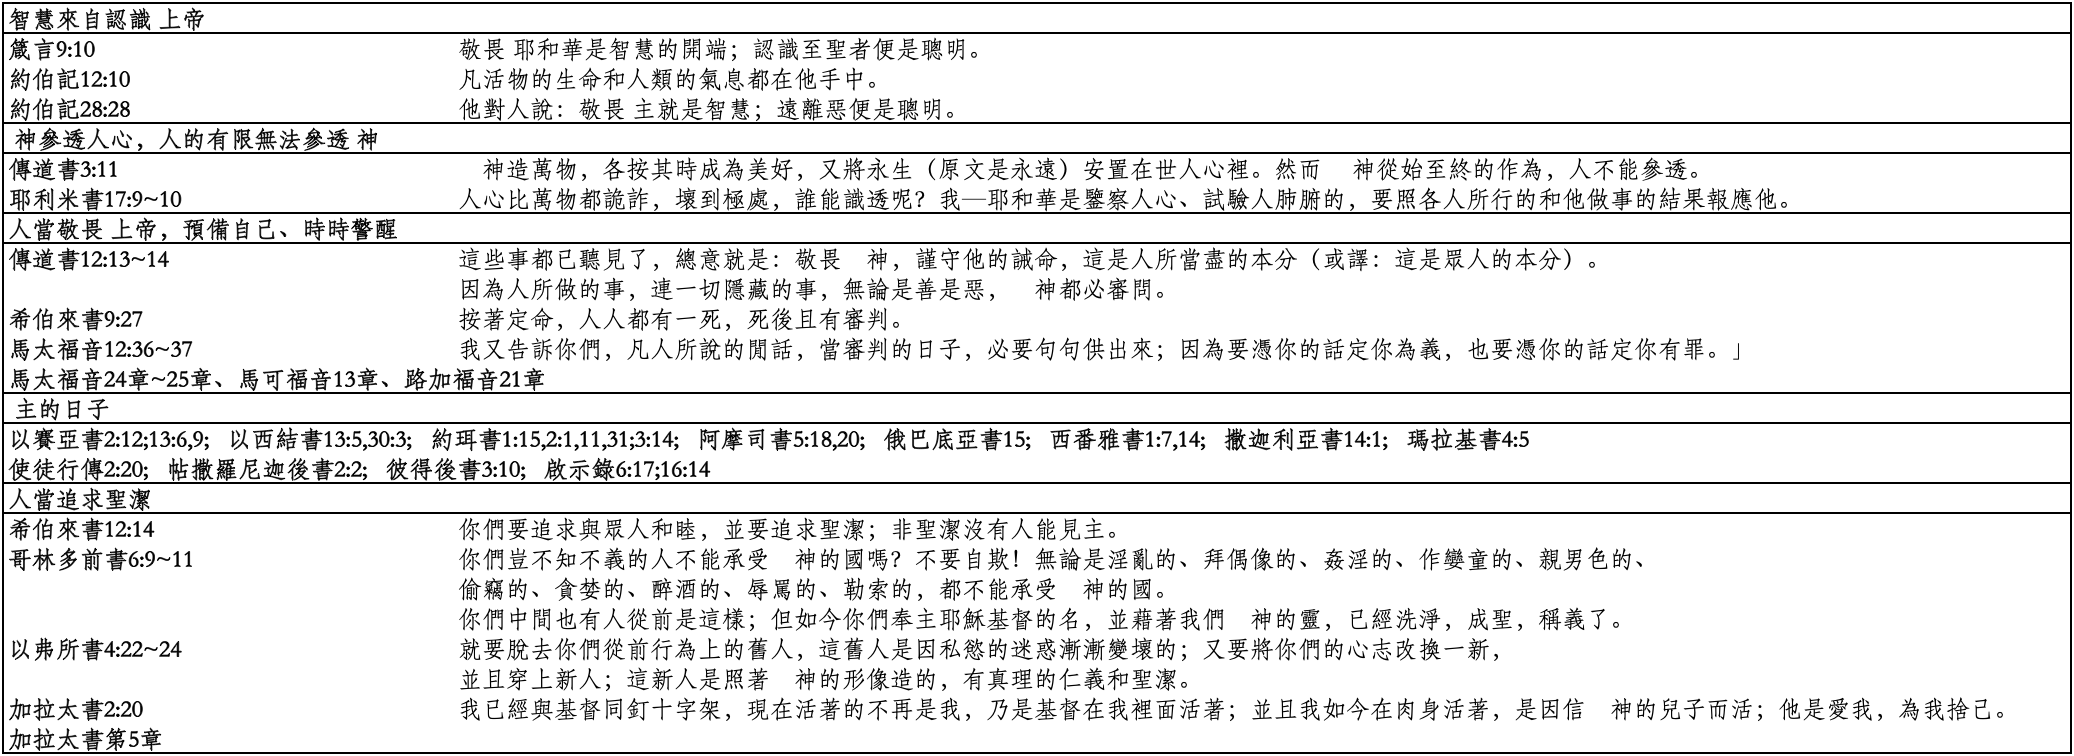 智慧來自認識 上帝
箴言9:10 敬畏 耶和華是智慧的開端；認識至聖者便是聰明。
約伯記12:10 凡活物的生命和人類的氣息都在他手中。
約伯記28:28 他對人說：敬畏 主就是智慧；遠離惡便是聰明。
神參透人心，人的有限無法參透 神
傳道書3:11 神造萬物，各按其時成為美好，又將永生（原文是永遠）安置在世人心裡。然而　神從始至終的作為，人不能參透。
耶利米書17:9~10 人心比萬物都詭詐，壞到極處，誰能識透呢？我─耶和華是鑒察人心、試驗人肺腑的，要照各人所行的和他做事的結果報應他。
人當敬畏 上帝，預備自己、時時警醒
傳道書12:13~14 這些事都已聽見了，總意就是：敬畏　神，謹守他的誡命，這是人所當盡的本分（或譯：這是眾人的本分）。
因為人所做的事，連一切隱藏的事，無論是善是惡，　神都必審問。
希伯來書9:27 按著定命，人人都有一死，死後且有審判。
馬太福音12:36~37 我又告訴你們，凡人所說的閒話，當審判的日子，必要句句供出來；因為要憑你的話定你為義，也要憑你的話定你有罪。」
馬太福音24章~25章、馬可福音13章、路加福音21章
主的日子
以賽亞書2:12;13:6,9; 以西結書13:5,30:3; 約珥書1:15,2:1,11,31;3:14; 阿摩司書5:18,20; 俄巴底亞書15; 西番雅書1:7,14; 撒迦利亞書14:1; 瑪拉基書4:5
使徒行傳2:20; 帖撒羅尼迦後書2:2; 彼得後書3:10; 啟示錄6:17;16:14
人當追求聖潔
希伯來書12:14 你們要追求與眾人和睦，並要追求聖潔；非聖潔沒有人能見主。
哥林多前書6:9~11 你們豈不知不義的人不能承受　神的國嗎？不要自欺！無論是淫亂的、拜偶像的、姦淫的、作孌童的、親男色的、
偷竊的、貪婪的、醉酒的、辱罵的、勒索的，都不能承受　神的國。
你們中間也有人從前是這樣；但如今你們奉主耶穌基督的名，並藉著我們　神的靈，已經洗淨，成聖，稱義了。
以弗所書4:22~24 就要脫去你們從前行為上的舊人，這舊人是因私慾的迷惑漸漸變壞的；又要將你們的心志改換一新，
並且穿上新人；這新人是照著　神的形像造的，有真理的仁義和聖潔。
加拉太書2:20 我已經與基督同釘十字架，現在活著的不再是我，乃是基督在我裡面活著；並且我如今在肉身活著，是因信　神的兒子而活；他是愛我，為我捨己。
加拉太書第5章